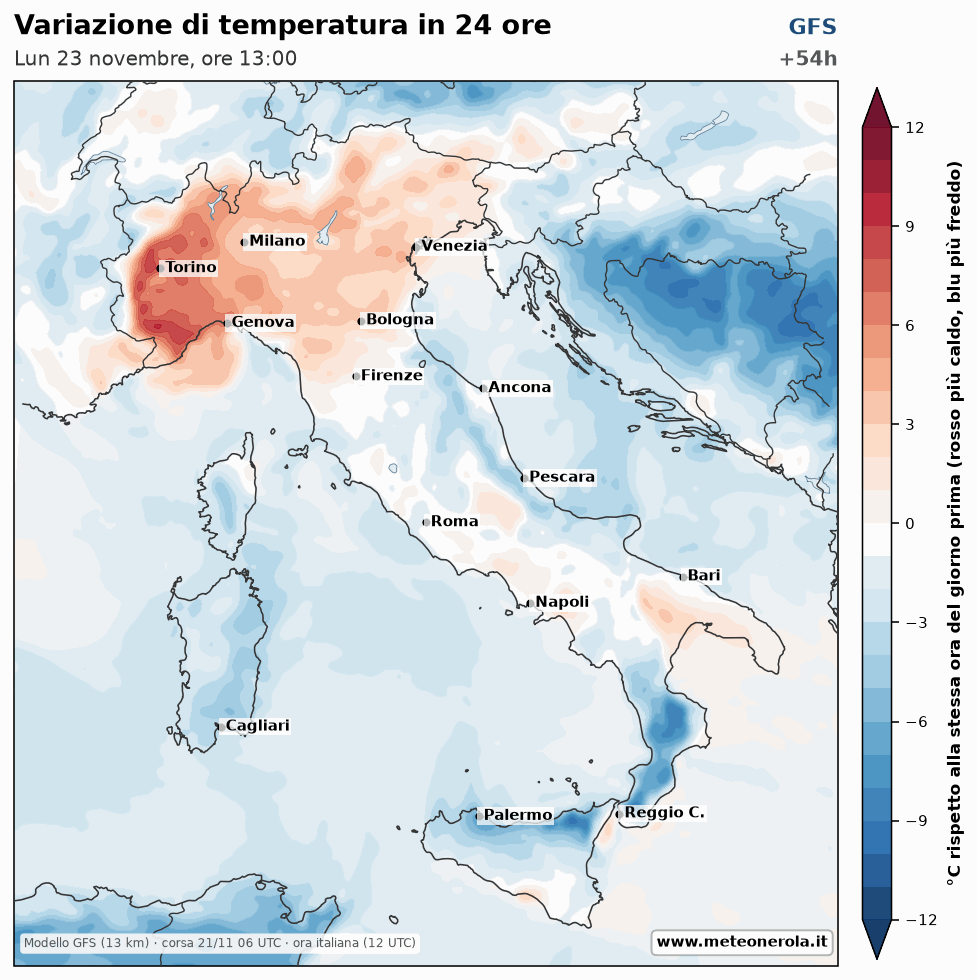 Variazione di temperatura in 24 ore
GFS
Lun 23 novembre, ore 13:00
+54h
Milano
Venezia
Torino
Genova
Bologna
Firenze
Ancona
Pescara
Roma
Bari
Napoli
Cagliari
Palermo
Reggio C.
12
9
6
3
0
−3
−6
−9
−12
°C rispetto alla stessa ora del giorno prima (rosso più caldo, blu più freddo)
Modello GFS (13 km) · corsa 21/11 06 UTC · ora italiana (12 UTC)
www.meteonerola.it